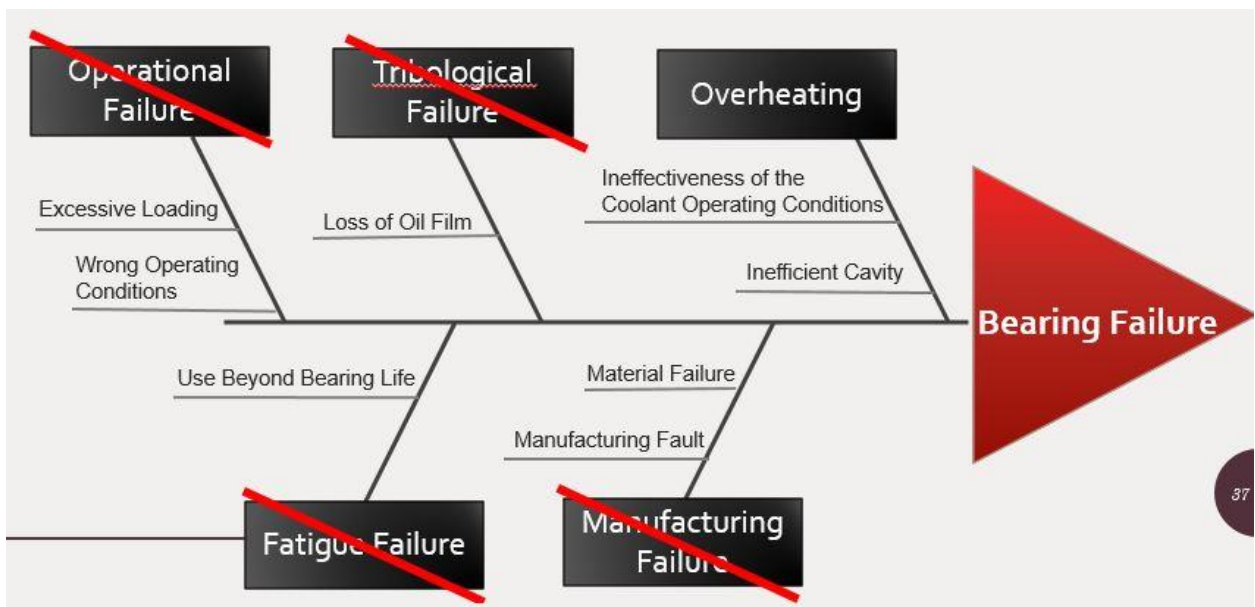 Operational
Failure
Tribological
Failure
Overheating
Excessive Loading
Wrong Operating
Conditions
Loss of Oil Film
Ineffectiveness of the
Coolant Operating Conditions
Inefficient Cavity
Bearing Failure
Use Beyond Bearing Life
Material Failure
Manufacturing Fault
Fatigue Failure
Manufacturing
Failure
37